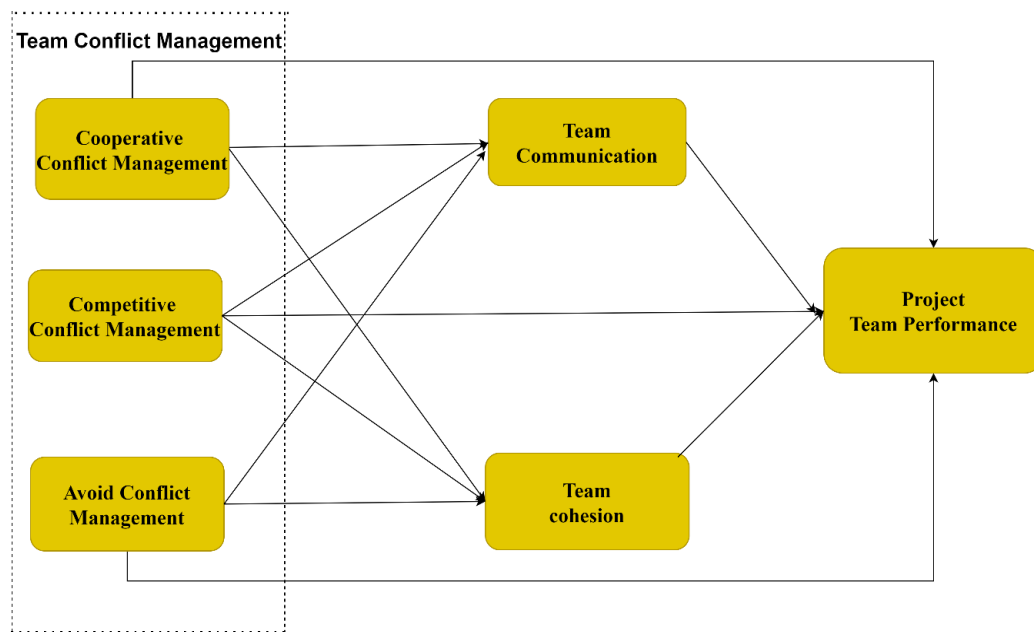 Team Conflict Management
Cooperative
Conflict Management
Team
Communication
Competitive
Conflict Management
Project
Team Performance
Avoid Conflict
Management
Team
cohesion